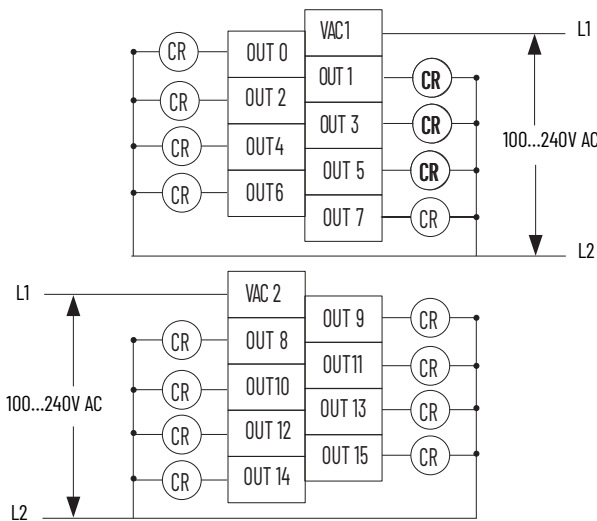 VAC1 L1
CR OUT 0
OUT 1 CR
CR OUT 2
OUT 3 CR
100...240V AC
CR OUT4
OUT 5 CR
CR OUT6
OUT 7 CR
L2
L1 VAC 2
OUT 9 CR
CR OUT 8
OUT11 CR
CR OUT10
100...240V AC
OUT 13 CR
CR OUT 12
OUT 15 CR
CR OUT 14
L2